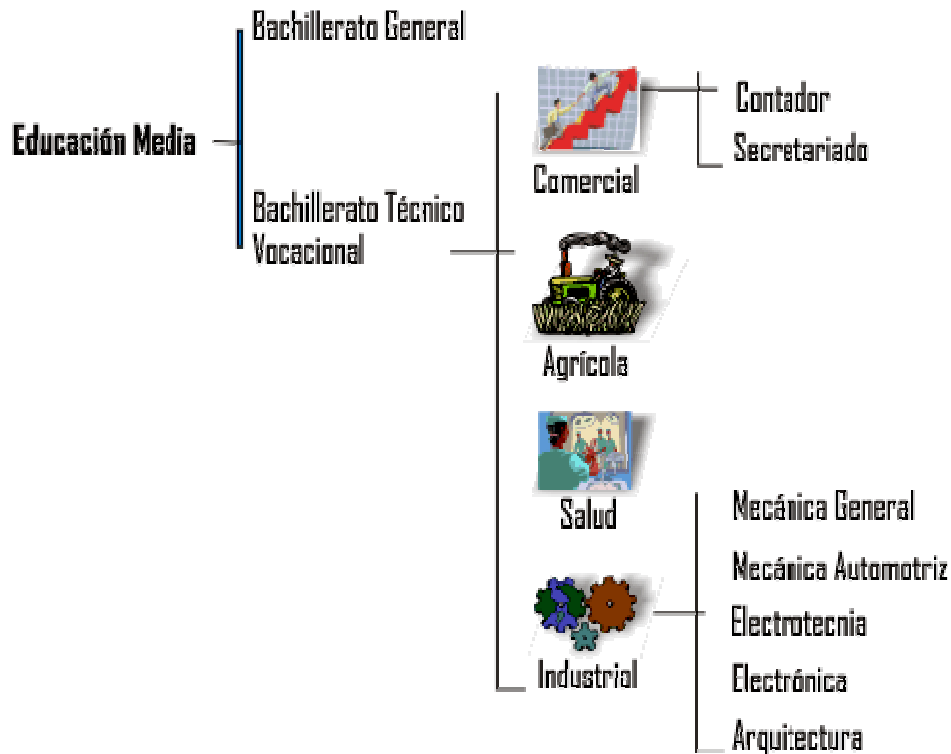 Bachillerato General
Educación Media
Bachillerato Técnico
Vocacional
Comercial
Contador
Secretariado
Agrícola
Salud
Industrial
Mecánica General
Mecánica Automotriz
Electrotecnia
Electrónica
Arquitectura